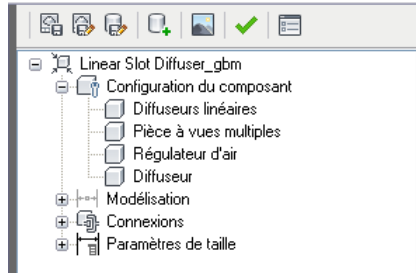 Linear Slot Diffuser_gbm
Configuration du composant
Diffuseurs linéaires
Pièce à vues multiples
Régulateur d'air
Diffuseur
Modélisation
Connexions
Paramètres de taille